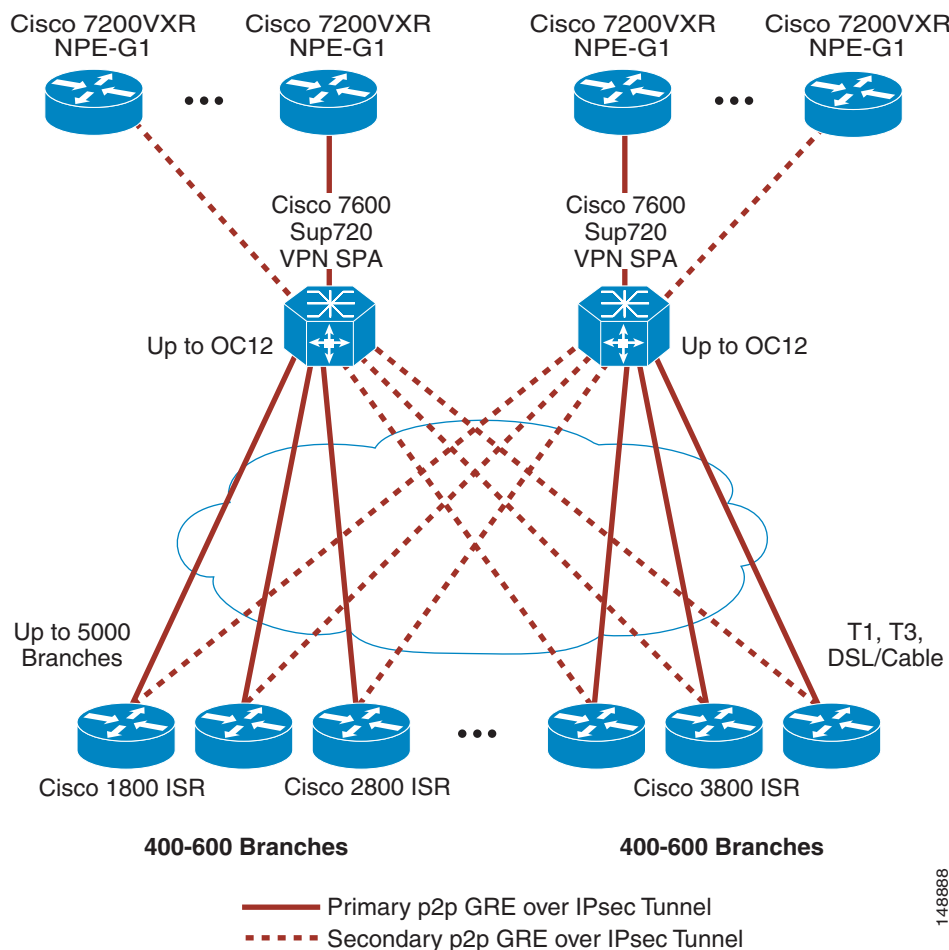 Cisco 7200VXR
NPE-G1
Cisco 7200VXR
NPE-G1
Cisco 7200VXR
NPE-G1
Cisco 7200VXR
NPE-G1
Cisco 7600
Sup720
VPN SPA
Cisco 7600
Sup720
VPN SPA
Up to OC12
Up to OC12
Up to 5000
Branches
T1, T3,
DSL/Cable
Cisco 1800 ISR
Cisco 2800 ISR
Cisco 3800 ISR
400-600 Branches
400-600 Branches
Primary p2p GRE over IPsec Tunnel
Secondary p2p GRE over IPsec Tunnel
148888